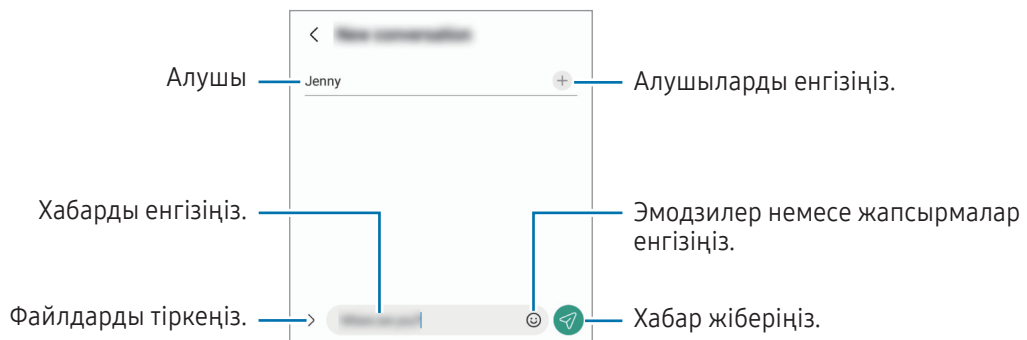 Алушы
Jenny
Алушыларды енгізіңіз.
Хабарды енгізіңіз.
Эмодзилер немесе жапсырмалар
енгізіңіз.
Файлдарды тіркеңіз.
Хабар жіберіңіз.